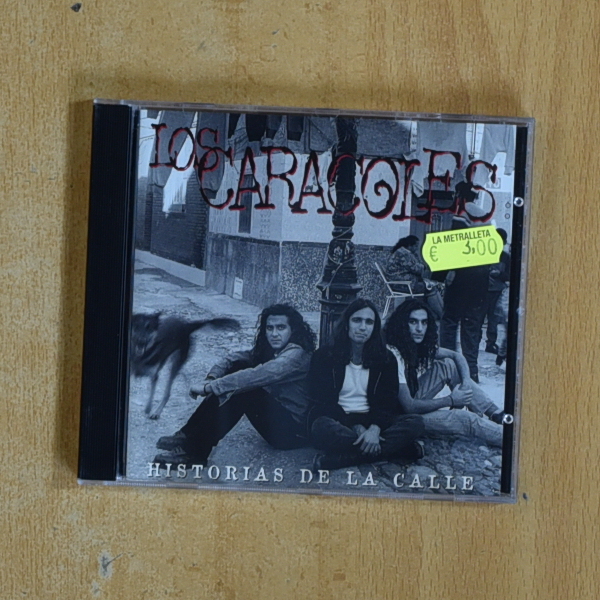 LOS CARACOLES
LA METRALLETA
€ 3,00
HISTORIAS DE LA CALLE